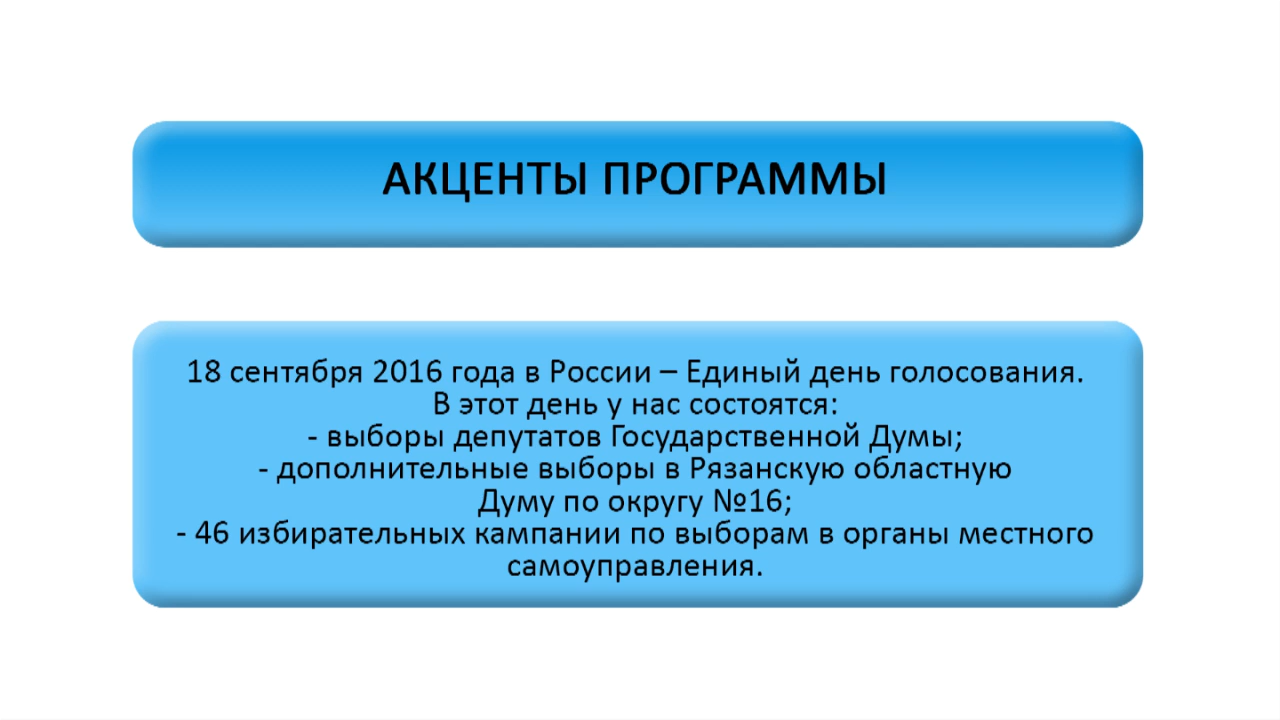 АКЦЕНТЫ ПРОГРАММЫ
18 сентября 2016 года в России – Единый день голосования.
В этот день у нас состоятся:
- выборы депутатов Государственной Думы;
- дополнительные выборы в Рязанскую областную
Думу по округу №16;
- 46 избирательных кампании по выборам в органы местного
самоуправления.